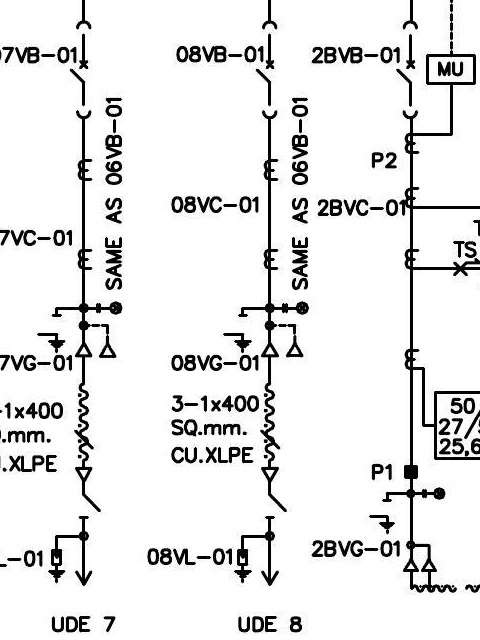 7VB-01
08VB-01
2BVB-01
MU
SAME AS 06VB-01
SAME AS 06VB-01
P2
08VC-01
2BVC-01
7VC-01
TS
7VG-01
08VG-01
-1x400
.mm.
.XLPE
3-1x400
SQ.mm.
CU.XLPE
50
27/
25,6
P1
2BVG-01
-01
08VL-01
UDE 7
UDE 8